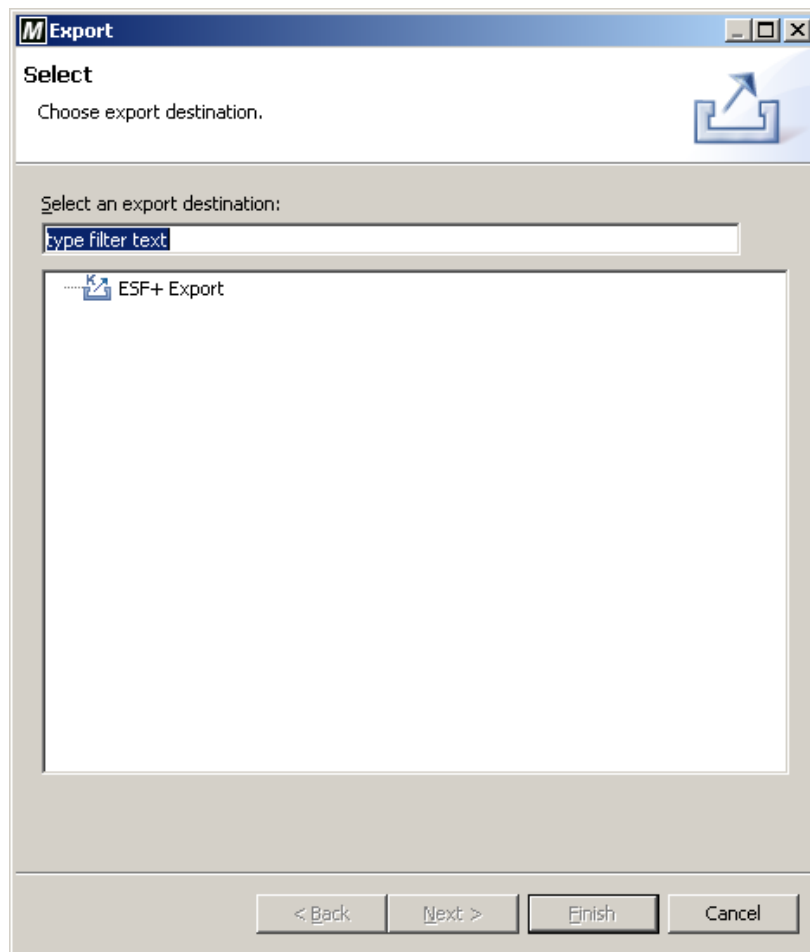 M Export
Select
Choose export destination.
Select an export destination:
type filter text
K ESF+ Export
< Back Next > Finish Cancel